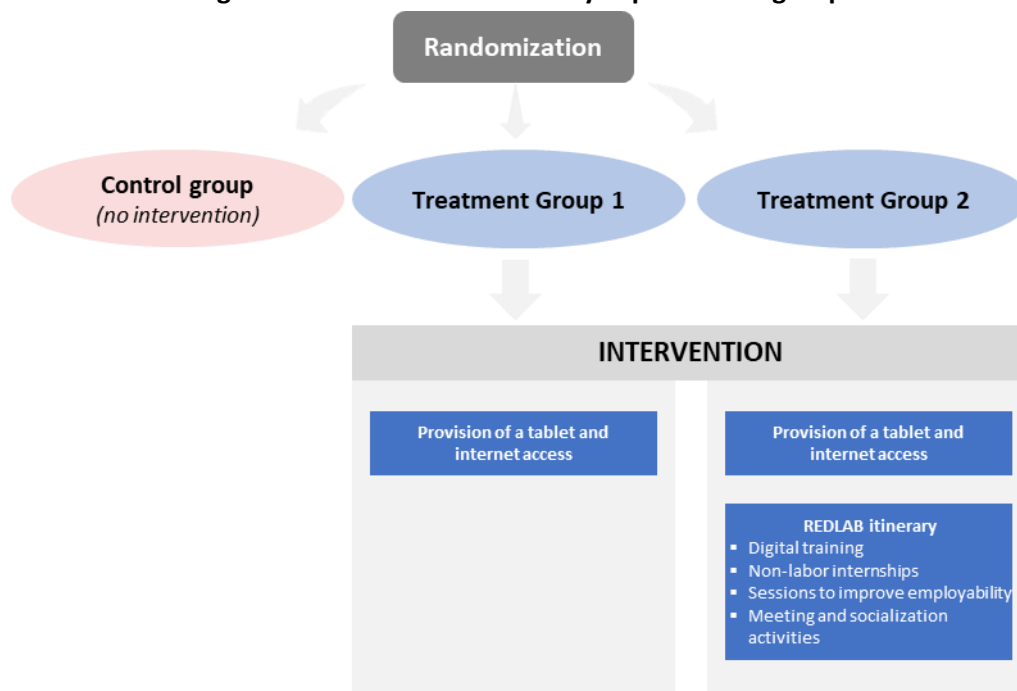 Randomization
Control group
(no intervention)
Treatment Group 1
Treatment Group 2
INTERVENTION
Provision of a tablet and
internet access
Provision of a tablet and
internet access
REDLAB itinerary
▪ Digital training
▪ Non-labor internships
▪ Sessions to improve employability
▪ Meeting and socialization
activities